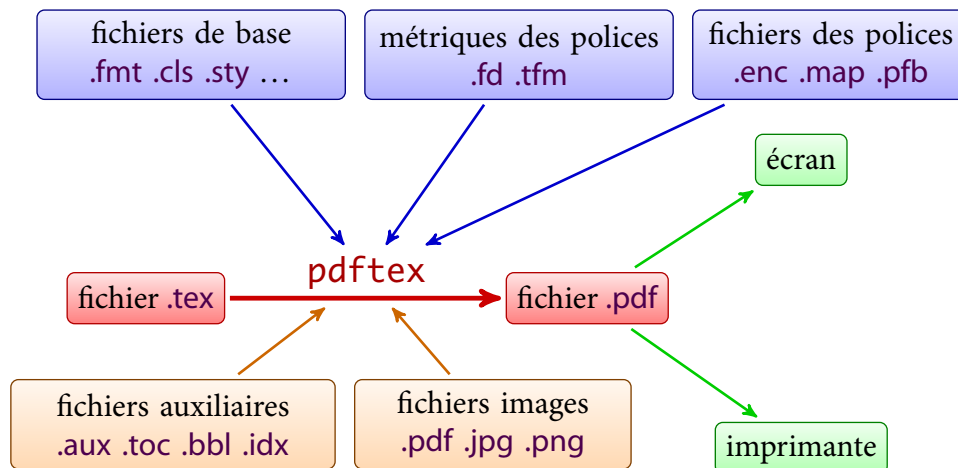 fichiers de base
.fmt .cls .sty …
métriques des polices
.fd .tfm
fichiers des polices
.enc .map .pfb
écran
pdftex
fichier .tex
fichier .pdf
fichiers auxiliaires
.aux .toc .bbl .idx
fichiers images
.pdf .jpg .png
imprimante